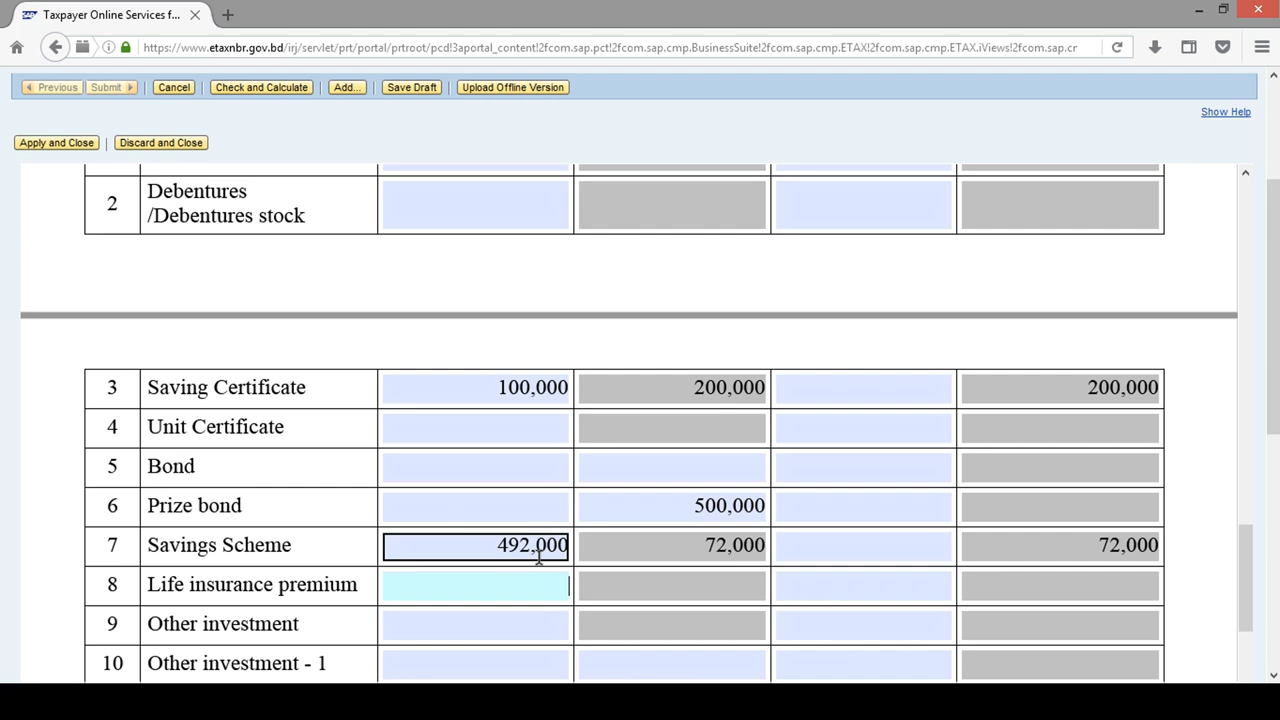 SAP Taxpayer Online Services f...
https://www.etaxnbr.gov.bd/irj/servlet/prt/portal/prtroot/pcd!3aportal_content!2fcom.sap.pct!2fcom.sap.cmp.BusinessSuite!2fcom.sap.cmp.ETAX!2fcom.sap.cmp.ETAX.iViews!2fcom.sap.cr
Previous Submit Cancel Check and Calculate Add... Save Draft Upload Offline Version
Show Help
Apply and Close Discard and Close
2 Debentures
/Debentures stock
3 Saving Certificate 100,000 200,000 200,000
4 Unit Certificate
5 Bond
6 Prize bond 500,000
7 Savings Scheme 492,000 72,000 72,000
8 Life insurance premium
9 Other investment
10 Other investment - 1